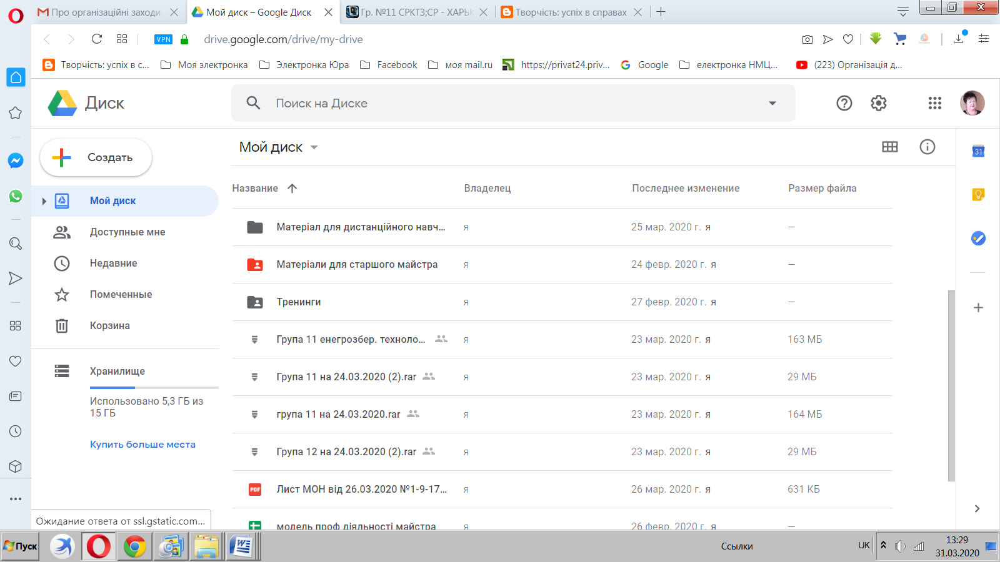 Про організаційні заходи.
Мой диск – Google Диск
Гр. №11 СРКТЗ;СР - ХАРЬК
Творчість: успіх в справах
VPN
drive.google.com/drive/my-drive
Творчість: успіх в с...
Моя электронка
Электронка Юра
Facebook
моя mail.ru
https://privat24.priv...
Google
електронка НМЦ...
(223) Організація д...
Диск
Поиск на Диске
Создать
Мой диск
Доступные мне
Недавние
Помеченные
Корзина
Хранилище
Использовано 5,3 ГБ из
15 ГБ
Купить больше места
Мой диск
Название Владелец Последнее изменение Размер файла
Матеріал для дистанційного навч... я 25 мар. 2020 г. я —
Матеріали для старшого майстра я 24 февр. 2020 г. я —
Тренинги я 27 февр. 2020 г. я —
Група 11 енегрозбер. техноло... я 23 мар. 2020 г. я 163 МБ
Група 11 на 24.03.2020 (2).rar я 23 мар. 2020 г. я 29 МБ
група 11 на 24.03.2020.rar я 23 мар. 2020 г. я 164 МБ
Група 12 на 24.03.2020 (2).rar я 23 мар. 2020 г. я 29 МБ
PDF Лист МОН від 26.03.2020 №1-9-17... я 26 мар. 2020 г. я 631 КБ
модель проф діяльності майстра я 26 февр. 2020 г. я —
31
Ожидание ответа от ssl.gstatic.com...
Пуск
Ссылки
UK
13:29
31.03.2020